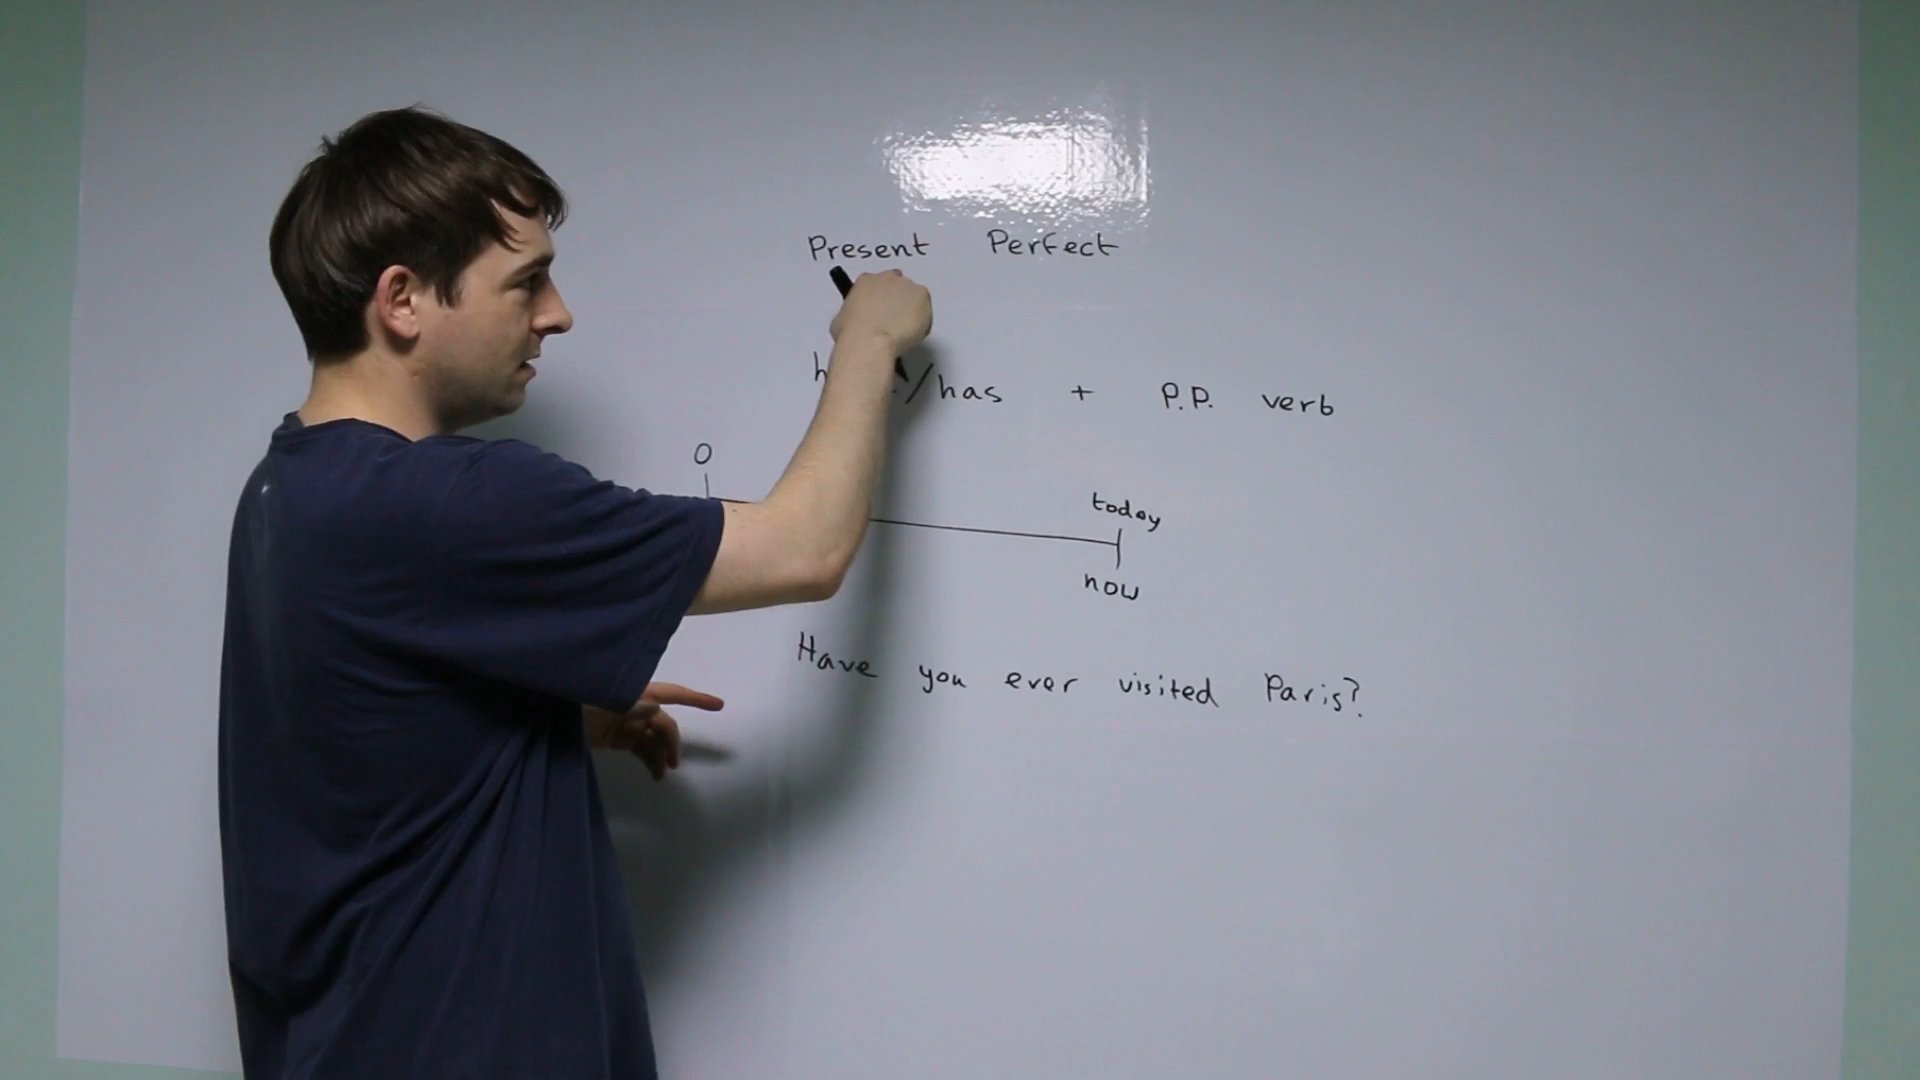 Present Perfect
/has + P.P. verb
0
today
now
Have you ever visited Paris?